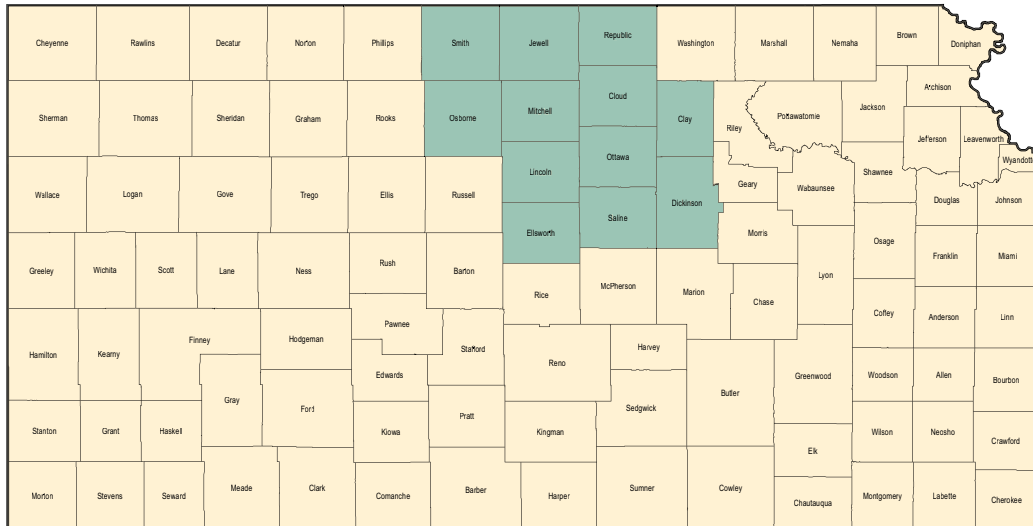 Cheyenne
Rawlins
Decatur
Norton
Phillips
Smith
Jewell
Republic
Washington
Marshall
Nemaha
Brown
Doniphan
Sherman
Thomas
Sheridan
Graham
Rooks
Osborne
Mitchell
Cloud
Clay
Riley
Pottawatomie
Jackson
Atchison
Jefferson
Leavenworth
Wyandotte
Wallace
Logan
Gove
Trego
Ellis
Russell
Lincoln
Ottawa
Saline
Ellsworth
Dickinson
Geary
Wabaunsee
Shawnee
Douglas
Johnson
Morris
Osage
Franklin
Miami
Greeley
Wichita
Scott
Lane
Ness
Rush
Barton
Rice
McPherson
Marion
Chase
Lyon
Coffey
Anderson
Linn
Hamilton
Kearny
Finney
Hodgeman
Pawnee
Stafford
Edwards
Reno
Harvey
Sedgwick
Butler
Greenwood
Woodson
Allen
Bourbon
Gray
Ford
Kiowa
Pratt
Kingman
Stanton
Grant
Haskell
Elk
Wilson
Neosho
Crawford
Morton
Stevens
Seward
Meade
Clark
Comanche
Barber
Harper
Sumner
Cowley
Chautauqua
Montgomery
Labette
Cherokee